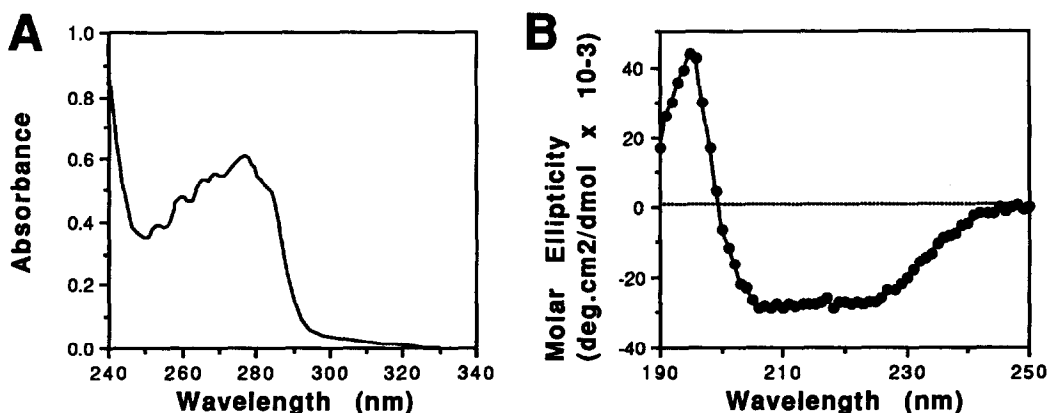 A
1.0
0.8
0.6
0.4
0.2
0.0
240 260 280 300 320 340
Wavelength (nm)
Absorbance
B
40
20
0
-20
-40
190 210 230 250
Wavelength (nm)
Molar Ellipticity
(deg.cm2/dmol x 10-3)